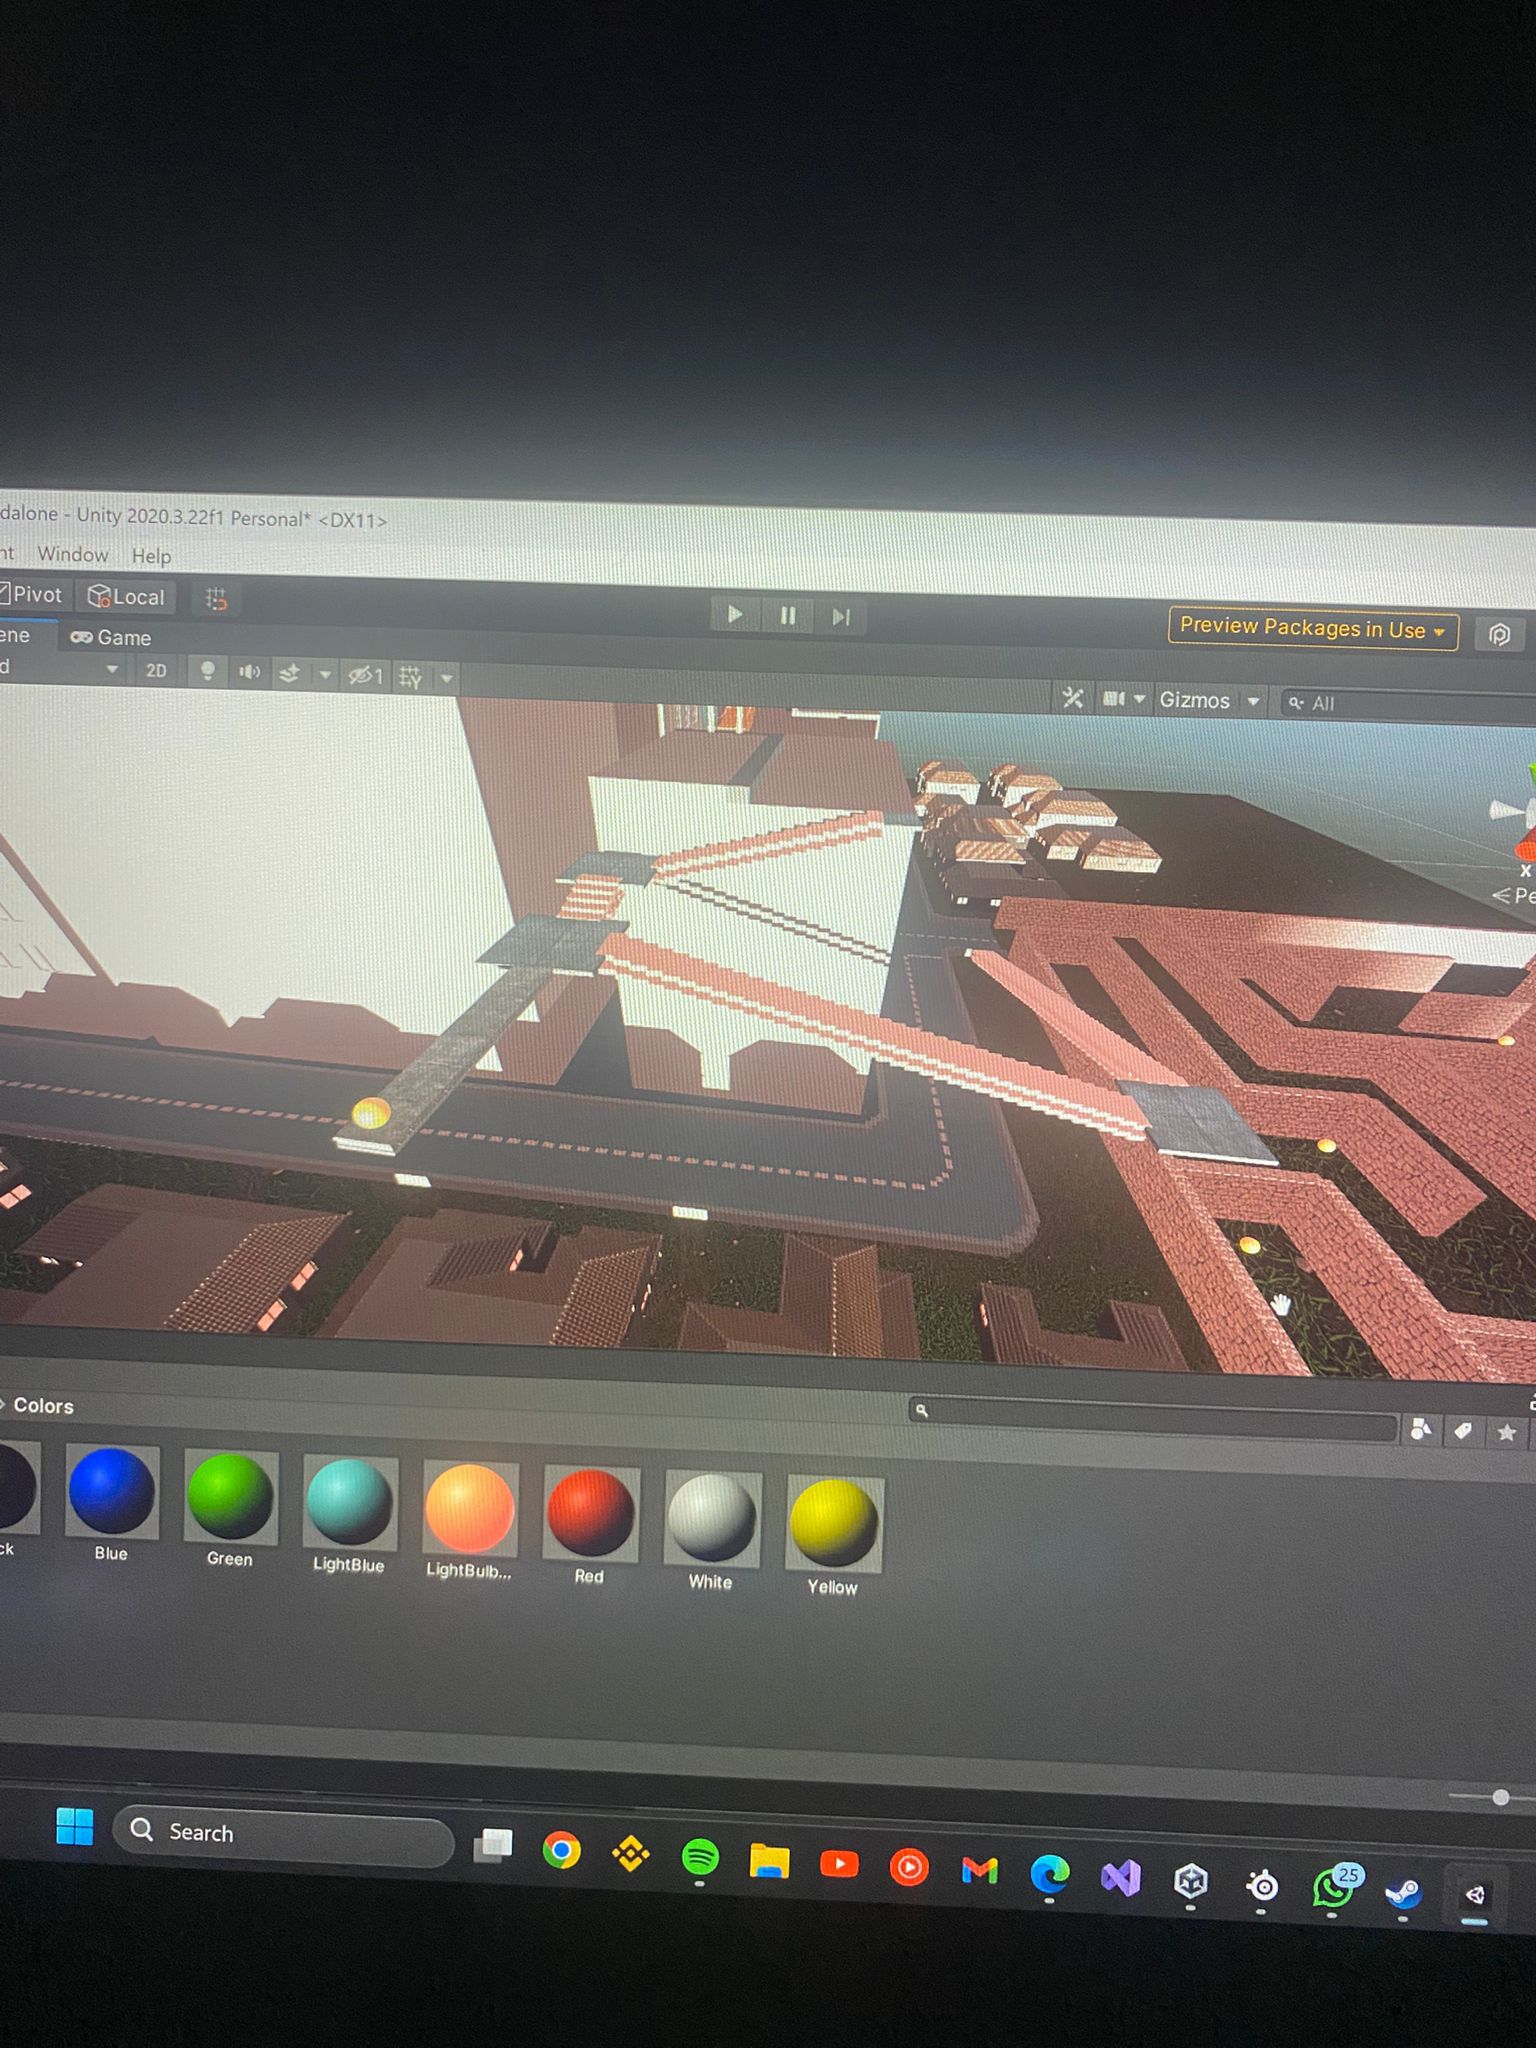 dalone - Unity 2020.3.22f1 Personal* <DX11>
nt Window Help
Pivot Local
ene Game
d 2D 1 Gizmos All
X
< Pe
Colors
ck Blue Green LightBlue LightBulb... Red White Yellow
Preview Packages in Use
Search
25